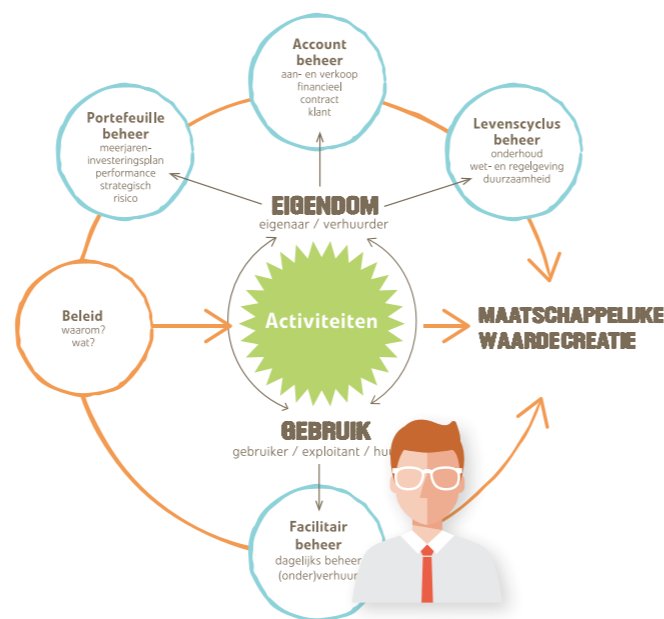 Account
beheer
aan- en verkoop
financieel
contract
klant
Portefeuille
beheer
meerjaren-
investeringsplan
performance
strategisch
risico
Levenscyclus
beheer
onderhoud
wet- en regelgeving
duurzaamheid
EIGENDOM
eigenaar / verhuurder
Beleid
waarom?
wat?
Activiteiten
MAATSCHAPPELIJKE
WAARDECREATIE
GEBRUIK
gebruiker / exploitant /
Facilitair
beheer
dagelijks beheer
(onder)verhuur